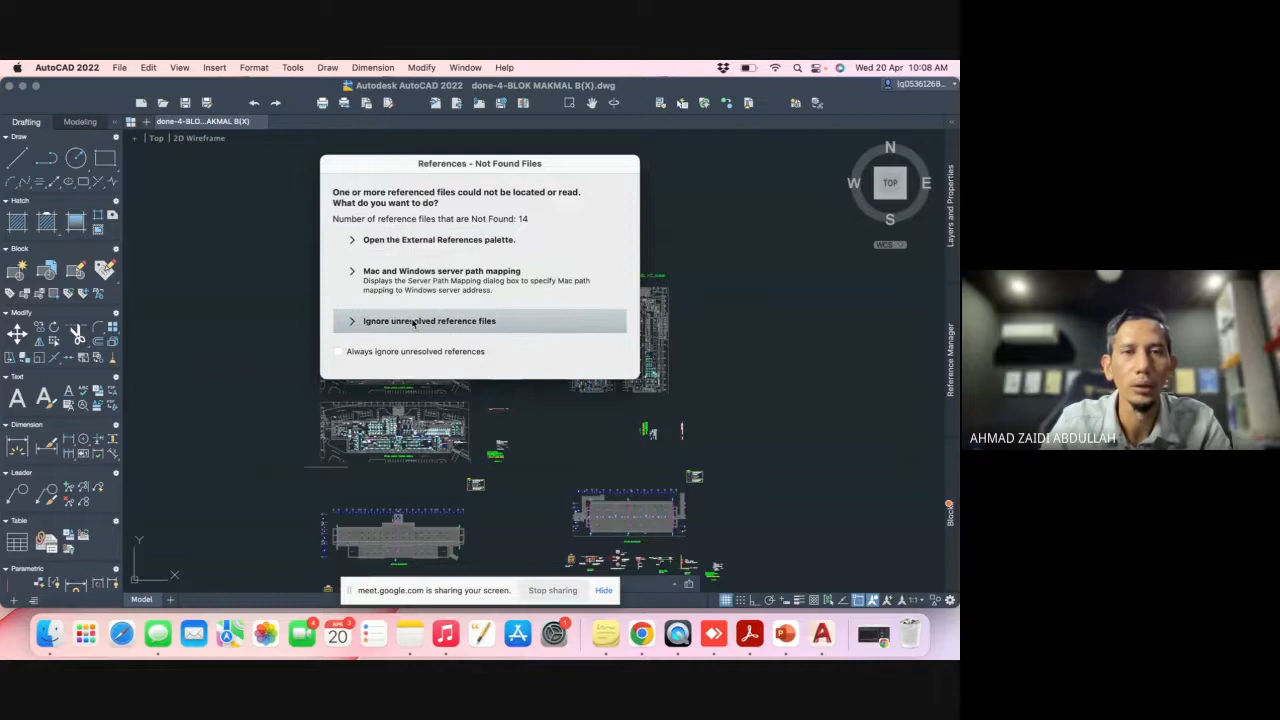 AutoCAD 2022 File Edit View Insert Format Tools Draw Dimension Modify Window Help Wed 20 Apr 10:08 AM
Autodesk AutoCAD 2022 done-4-BLOK MAKMAL B(X).dwg
lq05361268...
Drafting Modeling
done-4-BLO...AKMAL B(X)
Top 2D Wireframe
Draw
Hatch
Block
Modify
Text
Dimension
Leader
Table
Parametric
References - Not Found Files
One or more referenced files could not be located or read.
What do you want to do?
Number of reference files that are Not Found: 14
Open the External References palette.
Mac and Windows server path mapping
Displays the Server Path Mapping dialog box to specify Mac path
mapping to Windows server address.
Ignore unresolved reference files
Always ignore unresolved references
N
W TOP E
S
WCS
Layers and Properties
Reference Manager
Block
Y
X
meet.google.com is sharing your screen. Stop sharing Hide
Model
1:1
APR
20
AHMAD ZAIDI ABDULLAH